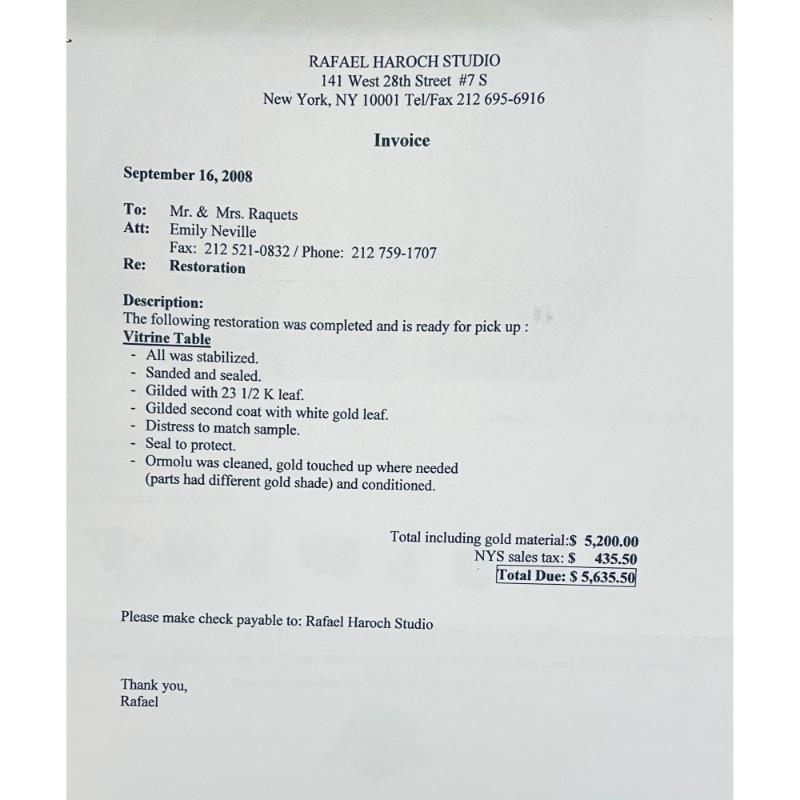 RAFAEL HAROCH STUDIO
141 West 28th Street #7 S
New York, NY 10001 Tel/Fax 212 695-6916
Invoice
September 16, 2008
To: Mr. & Mrs. Raquets
Att: Emily Neville
Fax: 212 521-0832 / Phone: 212 759-1707
Re: Restoration
Description:
The following restoration was completed and is ready for pick up :
Vitrine Table
- All was stabilized.
- Sanded and sealed.
- Gilded with 23 1/2 K leaf.
- Gilded second coat with white gold leaf.
- Distress to match sample.
- Seal to protect.
- Ormolu was cleaned, gold touched up where needed
(parts had different gold shade) and conditioned.
Total including gold material:$ 5,200.00
NYS sales tax: $ 435.50
Total Due: $ 5,635.50
Please make check payable to: Rafael Haroch Studio
Thank you,
Rafael